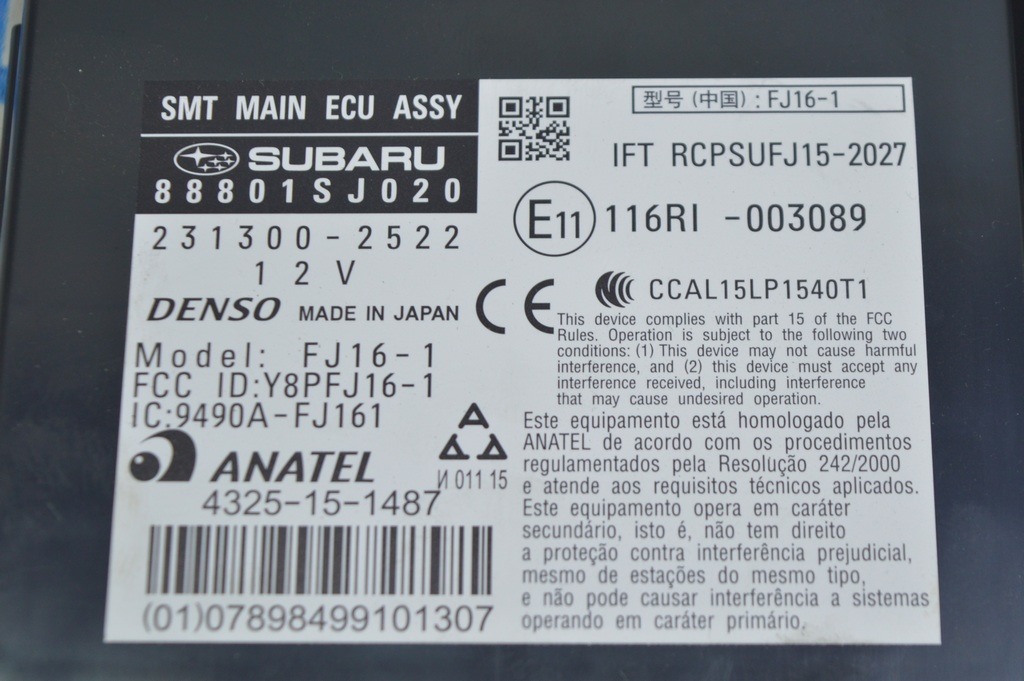 SMT MAIN ECU ASSY
SUBARU
88801SJ020
231300-2522
12V
DENSO MADE IN JAPAN
Model: FJ16-1
FCC ID:Y8PFJ16-1
IC:9490A-FJ161
ANATEL
4325-15-1487
(01)07898499101307
И 011 15
型号(中国):FJ16-1
IFT RCPSUFJ15-2027
E11 116RI -003089
CE
CCAL15LP1540T1
This device complies with part 15 of the FCC
Rules. Operation is subject to the following two
conditions: (1) This device may not cause harmful
interference, and (2) this device must accept any
interference received, including interference
that may cause undesired operation.
Este equipamento está homologado pela
ANATEL de acordo com os procedimentos
regulamentados pela Resolução 242/2000
e atende aos requisitos técnicos aplicados.
Este equipamento opera em caráter
secundário, isto é, não tem direito
a proteção contra interferência prejudicial,
mesmo de estações do mesmo tipo,
e não pode causar interferência a sistemas
operando em caráter primário.